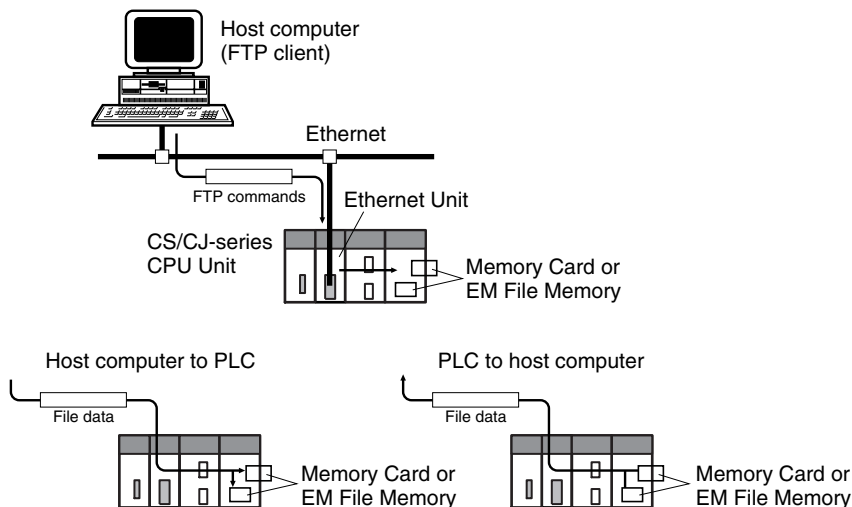 Host computer
(FTP client)
Ethernet
FTP commands
Ethernet Unit
CS/CJ-series
CPU Unit
Memory Card or
EM File Memory
Host computer to PLC
PLC to host computer
File data
File data
Memory Card or
EM File Memory
Memory Card or
EM File Memory